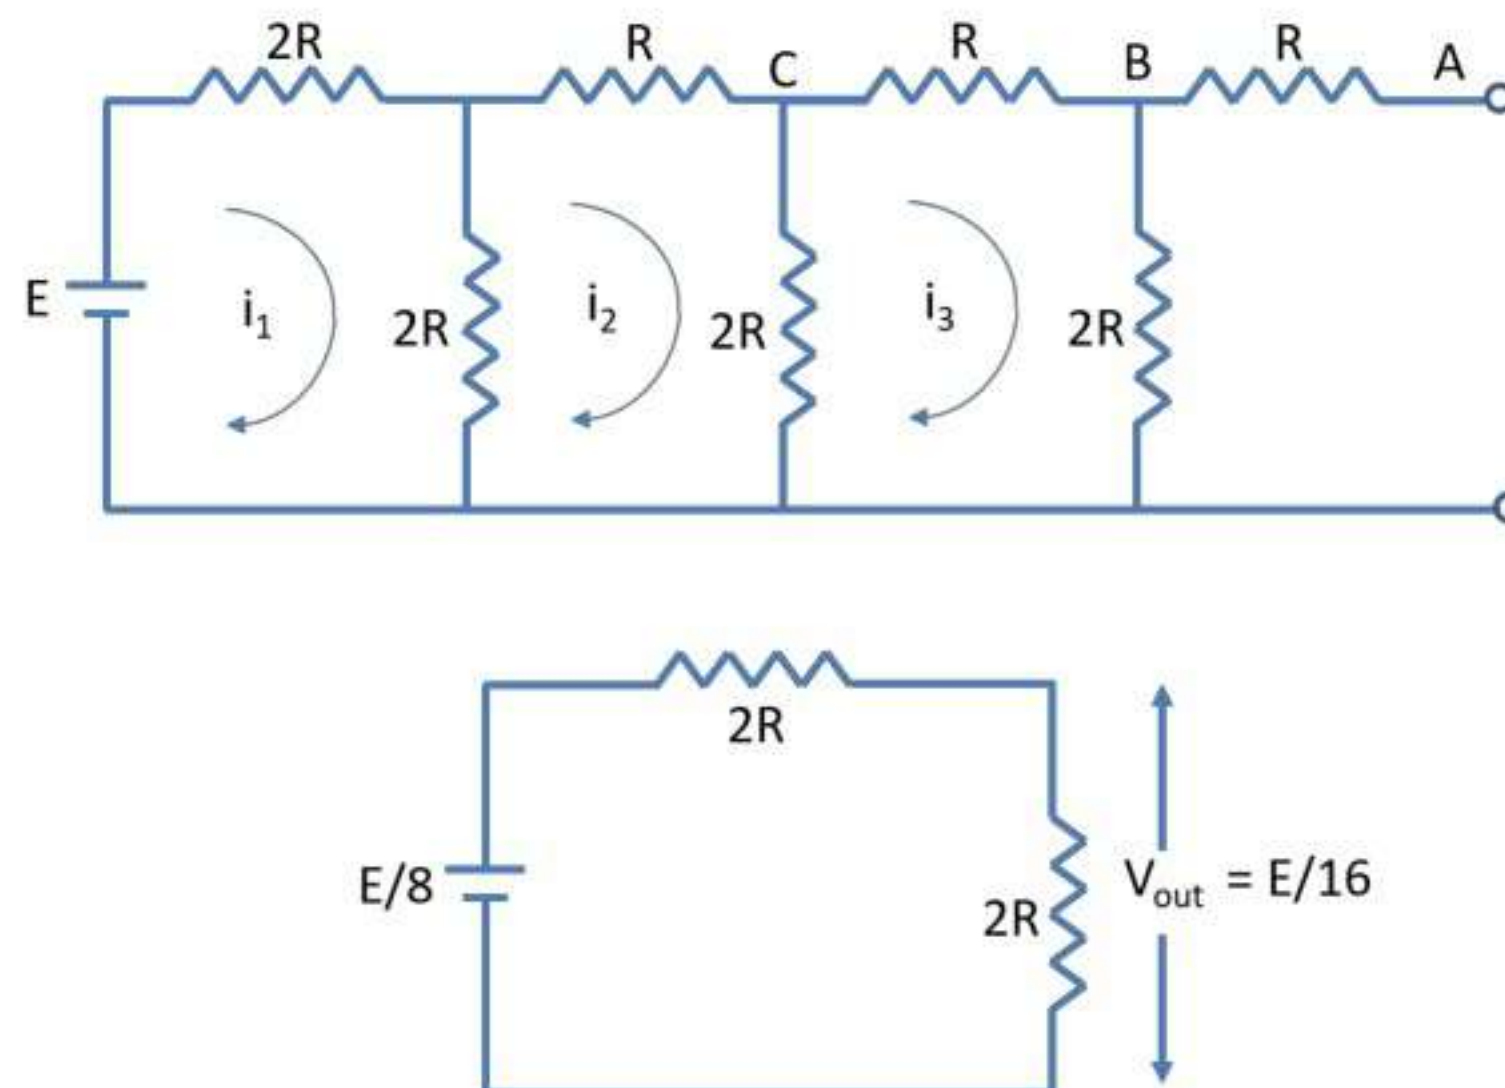 2R R C R B R A
E i₁ 2R i₂ 2R i₃ 2R
2R
E/8 2R Vout = E/16